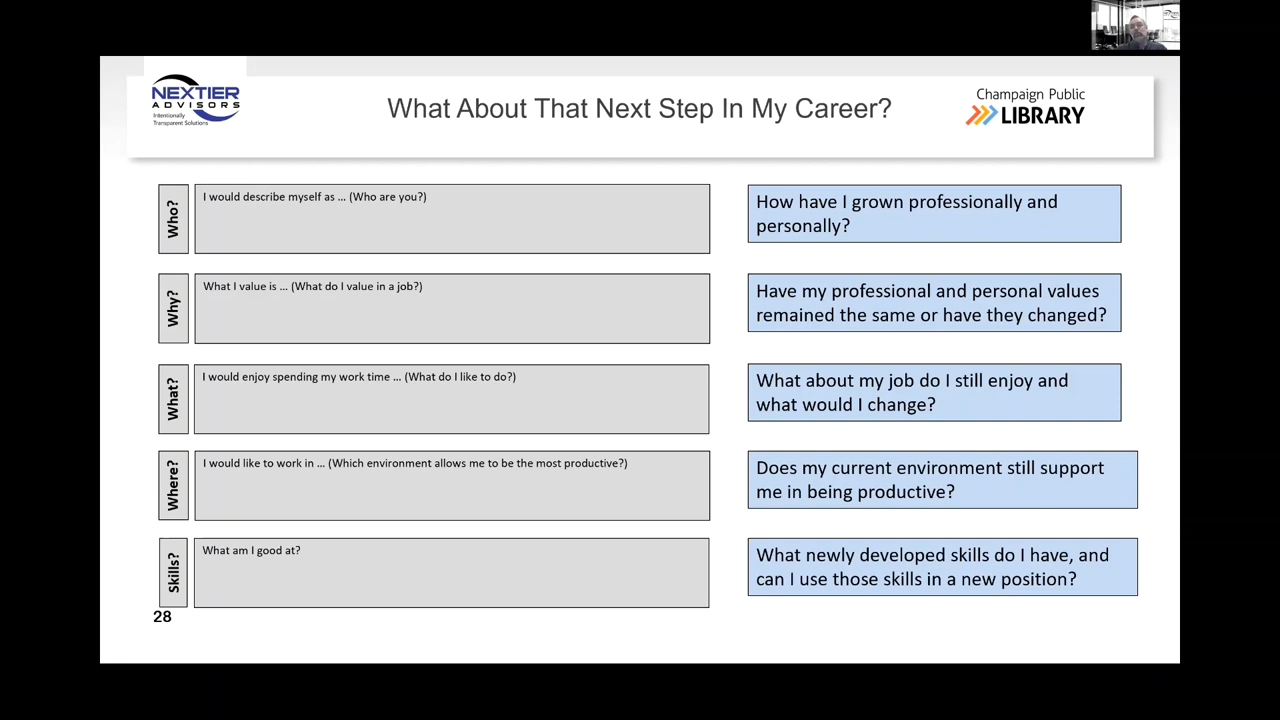 NEXTIER
ADVISORS
Intentionally
Transparent Solutions
What About That Next Step In My Career?
Champaign Public
LIBRARY
Who?
I would describe myself as ... (Who are you?)
How have I grown professionally and
personally?
Why?
What I value is ... (What do I value in a job?)
Have my professional and personal values
remained the same or have they changed?
What?
I would enjoy spending my work time ... (What do I like to do?)
What about my job do I still enjoy and
what would I change?
Where?
I would like to work in ... (Which environment allows me to be the most productive?)
Does my current environment still support
me in being productive?
Skills?
What am I good at?
What newly developed skills do I have, and
can I use those skills in a new position?
28